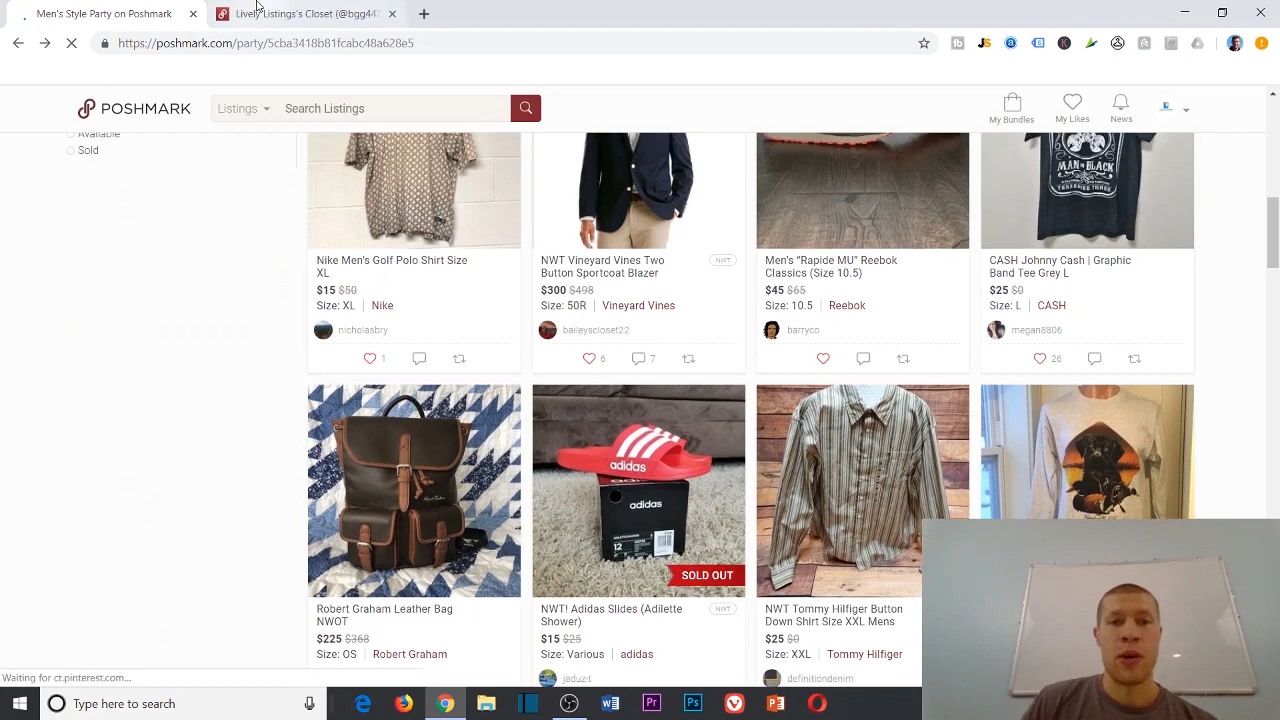 Men's Style Party on Poshmark
Lively Listings's Closet (@bgg447
https://poshmark.com/party/5cba3418b81fcabc48a628e5
POSHMARK
Listings
Search Listings
My Bundles
My Likes
News
Available
Sold
MAN IN BLACK
Nike Men's Golf Polo Shirt Size
XL
$15 $50
Size: XL | Nike
nicholasbry
1
NWT Vineyard Vines Two
Button Sportcoat Blazer
NWT
$300 $498
Size: 50R | Vineyard Vines
baileyscloset22
6
7
Men's "Rapide MU" Reebok
Classics (Size 10.5)
$45 $65
Size: 10.5 | Reebok
barryco
CASH Johnny Cash | Graphic
Band Tee Grey L
$25 $0
Size: L | CASH
megan8806
26
adidas
adidas
12
SOLD OUT
Robert Graham Leather Bag
NWOT
$225 $368
Size: OS | Robert Graham
NWT! Adidas Slides (Adilette
Shower)
NWT
$15 $25
Size: Various | adidas
jaduzit
NWT Tommy Hilfiger Button
Down Shirt Size XXL Mens
$25 $0
Size: XXL | Tommy Hilfiger
definitiondenim
Waiting for ct.pinterest.com...
Type here to search